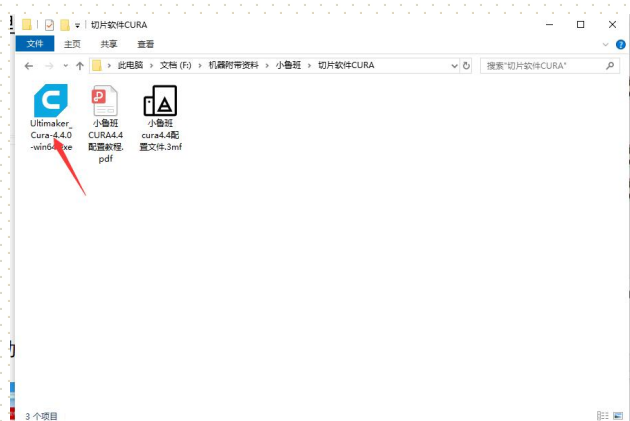 切片软件CURA
文件 主页 共享 查看
此电脑 › 文档 (F:) › 机器附带资料 › 小鲁班 › 切片软件CURA
搜索"切片软件CURA"
Ultimaker_
Cura-4.4.0
-win64.exe
小鲁班
CURA4.4
配置教程.
pdf
小鲁班
cura4.4配
置文件.3mf
3 个项目